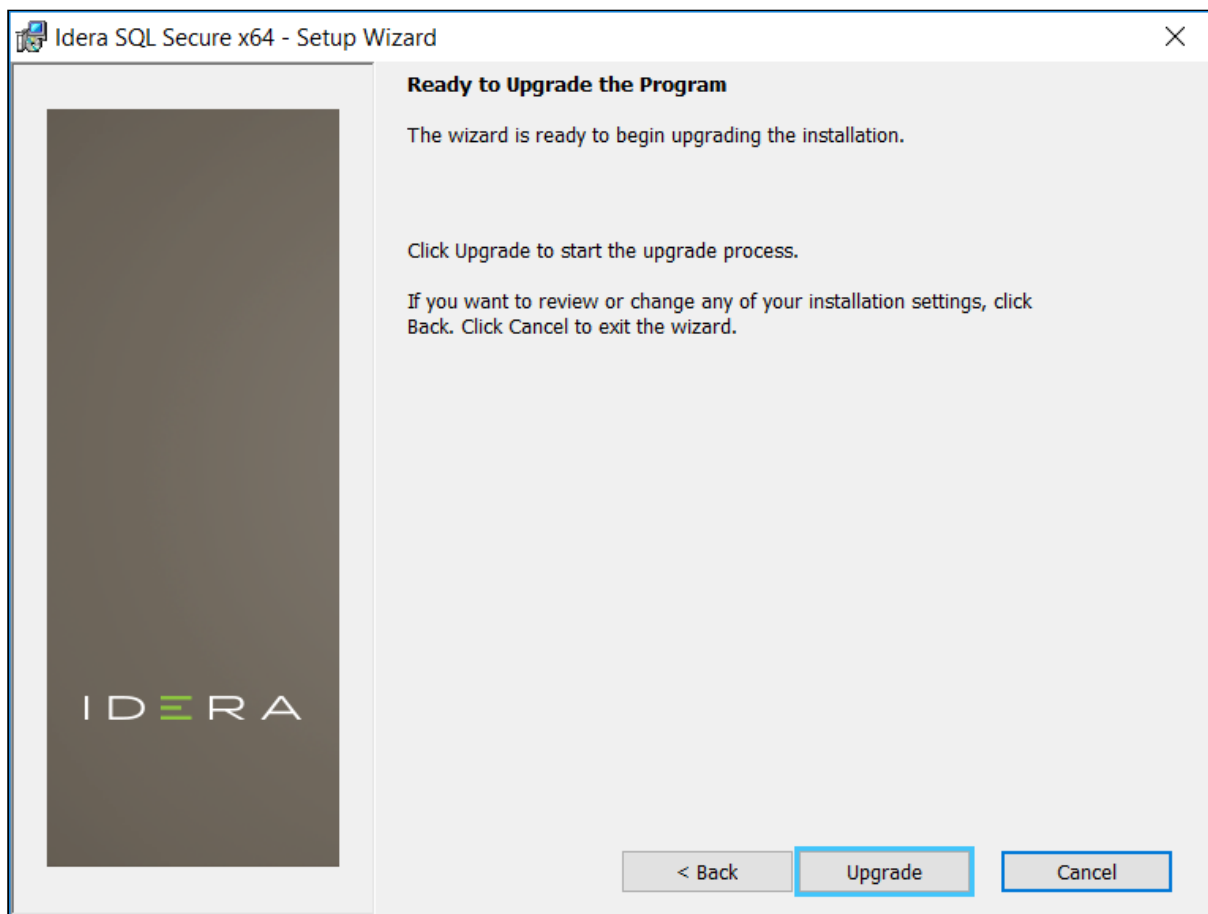 Idera SQL Secure x64 - Setup Wizard
Ready to Upgrade the Program
The wizard is ready to begin upgrading the installation.
Click Upgrade to start the upgrade process.
If you want to review or change any of your installation settings, click
Back. Click Cancel to exit the wizard.
IDERA
< Back
Upgrade
Cancel